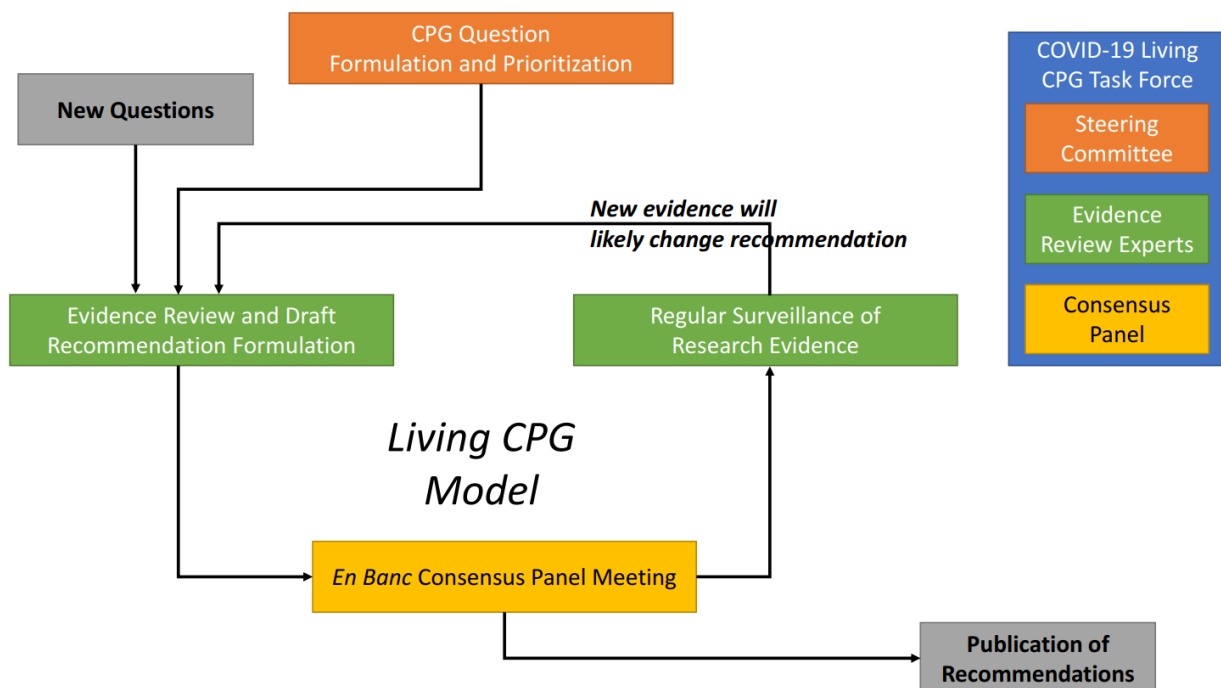 CPG Question
Formulation and Prioritization
New Questions
COVID-19 Living
CPG Task Force
Steering
Committee
Evidence
Review Experts
Consensus
Panel
New evidence will
likely change recommendation
Evidence Review and Draft
Recommendation Formulation
Regular Surveillance of
Research Evidence
Living CPG
Model
En Banc Consensus Panel Meeting
Publication of
Recommendations